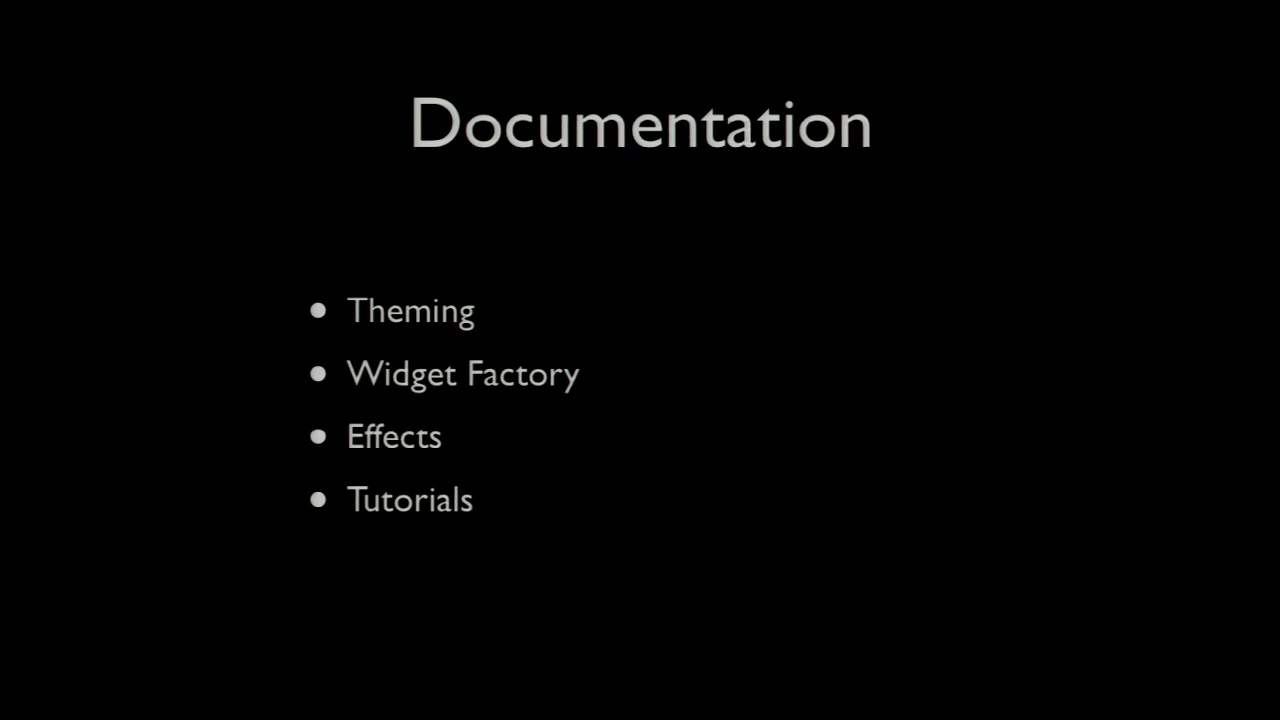 Documentation
• Theming
• Widget Factory
• Effects
• Tutorials